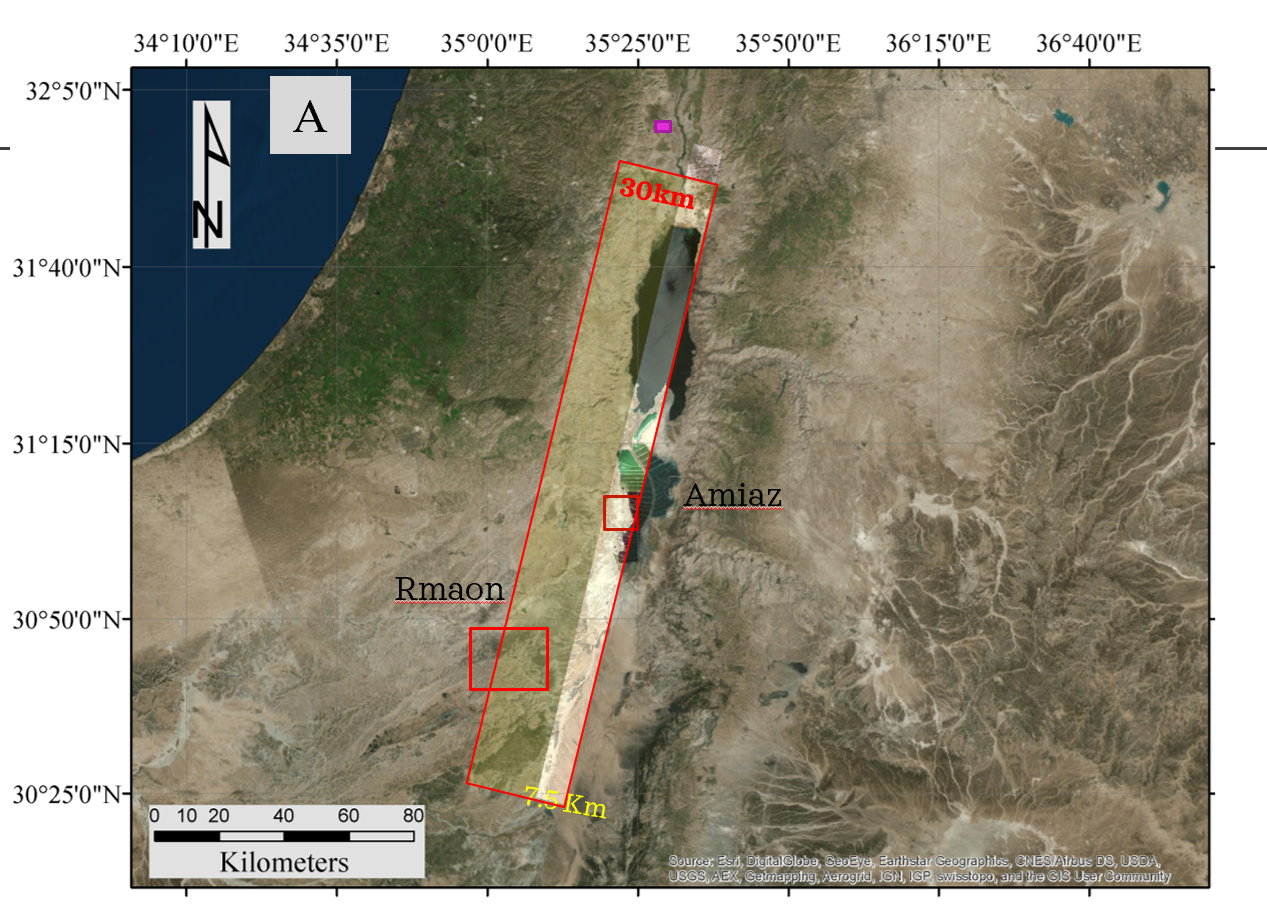 34°10'0"E 34°35'0"E 35°0'0"E 35°25'0"E 35°50'0"E 36°15'0"E 36°40'0"E
32°5'0"N
A
30km
N
31°40'0"N
31°15'0"N
Amiaz
Rmaon
30°50'0"N
30°25'0"N
7.5 Km
0 10 20 40 60 80
Kilometers
Source: Esri, DigitalGlobe, GeoEye, Earthstar Geographics, CNES/Airbus DS, USDA,
USGS, AEX, Getmapping, Aerogrid, IGN, IGP, swisstopo, and the GIS User Community